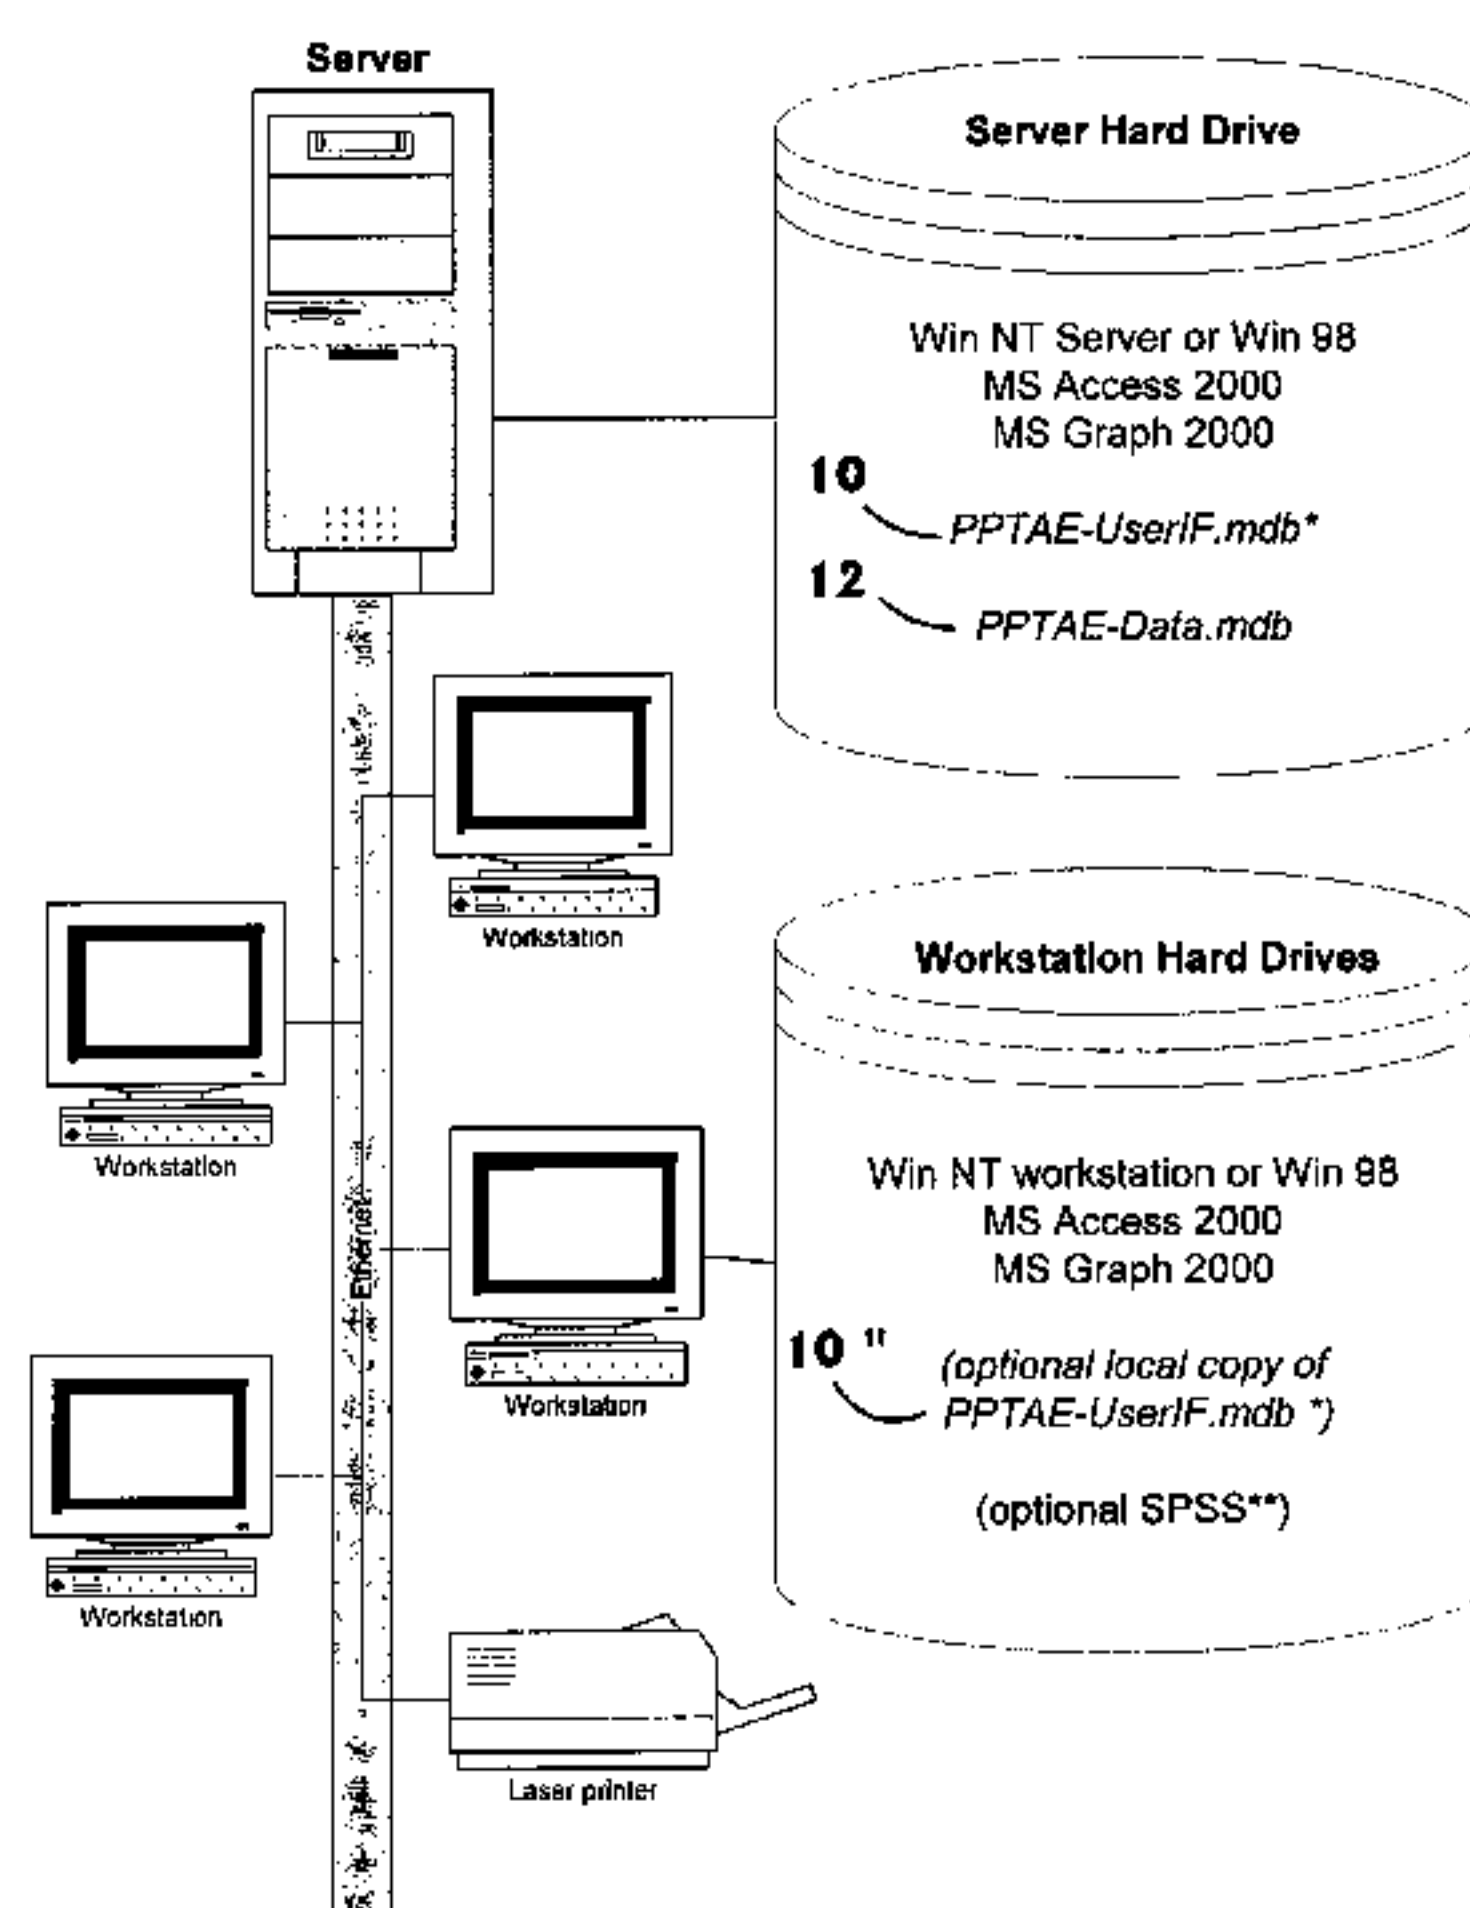 Server
Server Hard Drive
Win NT Server or Win 98
MS Access 2000
MS Graph 2000
10
PPTAE-UserIF.mdb*
12
PPTAE-Data.mdb
Workstation
Workstation
Workstation Hard Drives
Win NT workstation or Win 98
MS Access 2000
MS Graph 2000
Ethernet
10 "
(optional local copy of
PPTAE-UserIF.mdb *)
Workstation
(optional SPSS**)
Workstation
Laser printer